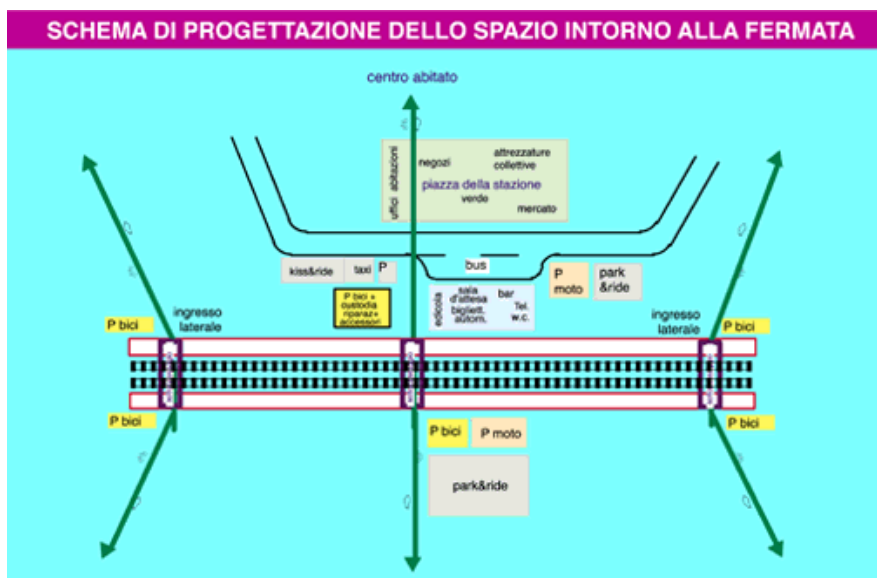 SCHEMA DI PROGETTAZIONE DELLO SPAZIO INTORNO ALLA FERMATA
centro abitato
uffici abitazioni
negozi
attrezzature
collettive
piazza della stazione
verde
mercato
kiss&ride
taxi
P
bus
P
moto
park
&ride
P bici +
custodia
riparaz+
accessori
edicola
sala
d'attesa
bigliett.
autom.
bar
Tel.
w.c.
ingresso
laterale
P bici
ingresso
laterale
P bici
P bici
P bici
P moto
P bici
park&ride